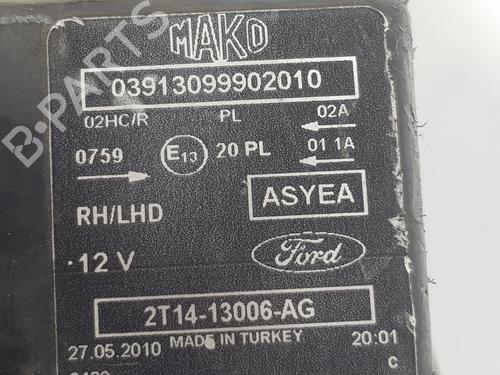 MAKO
03913099902010
02HC/R PL 02A
0759 E13 20 PL 01 1A
ASYEA
RH/LHD
12 V Ford
2T14-13006-AG
MADE IN TURKEY
27.05.2010 20:01
C
B-PARTS